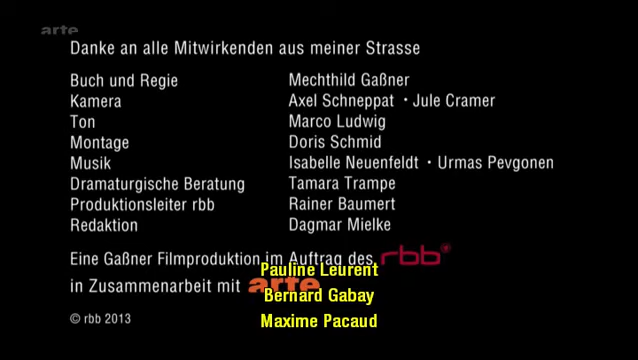 arte
Danke an alle Mitwirkenden aus meiner Strasse
Buch und Regie Mechthild Gaßner
Kamera Axel Schneppat · Jule Cramer
Ton Marco Ludwig
Montage Doris Schmid
Musik Isabelle Neuenfeldt · Urmas Pevgonen
Dramaturgische Beratung Tamara Trampe
Produktionsleiter rbb Rainer Baumert
Redaktion Dagmar Mielke
Eine Gaßner Filmproduktion im Auftrag des rbb
Pauline Leurent
in Zusammenarbeit mit arte
Bernard Gabay
Maxime Pacaud
© rbb 2013